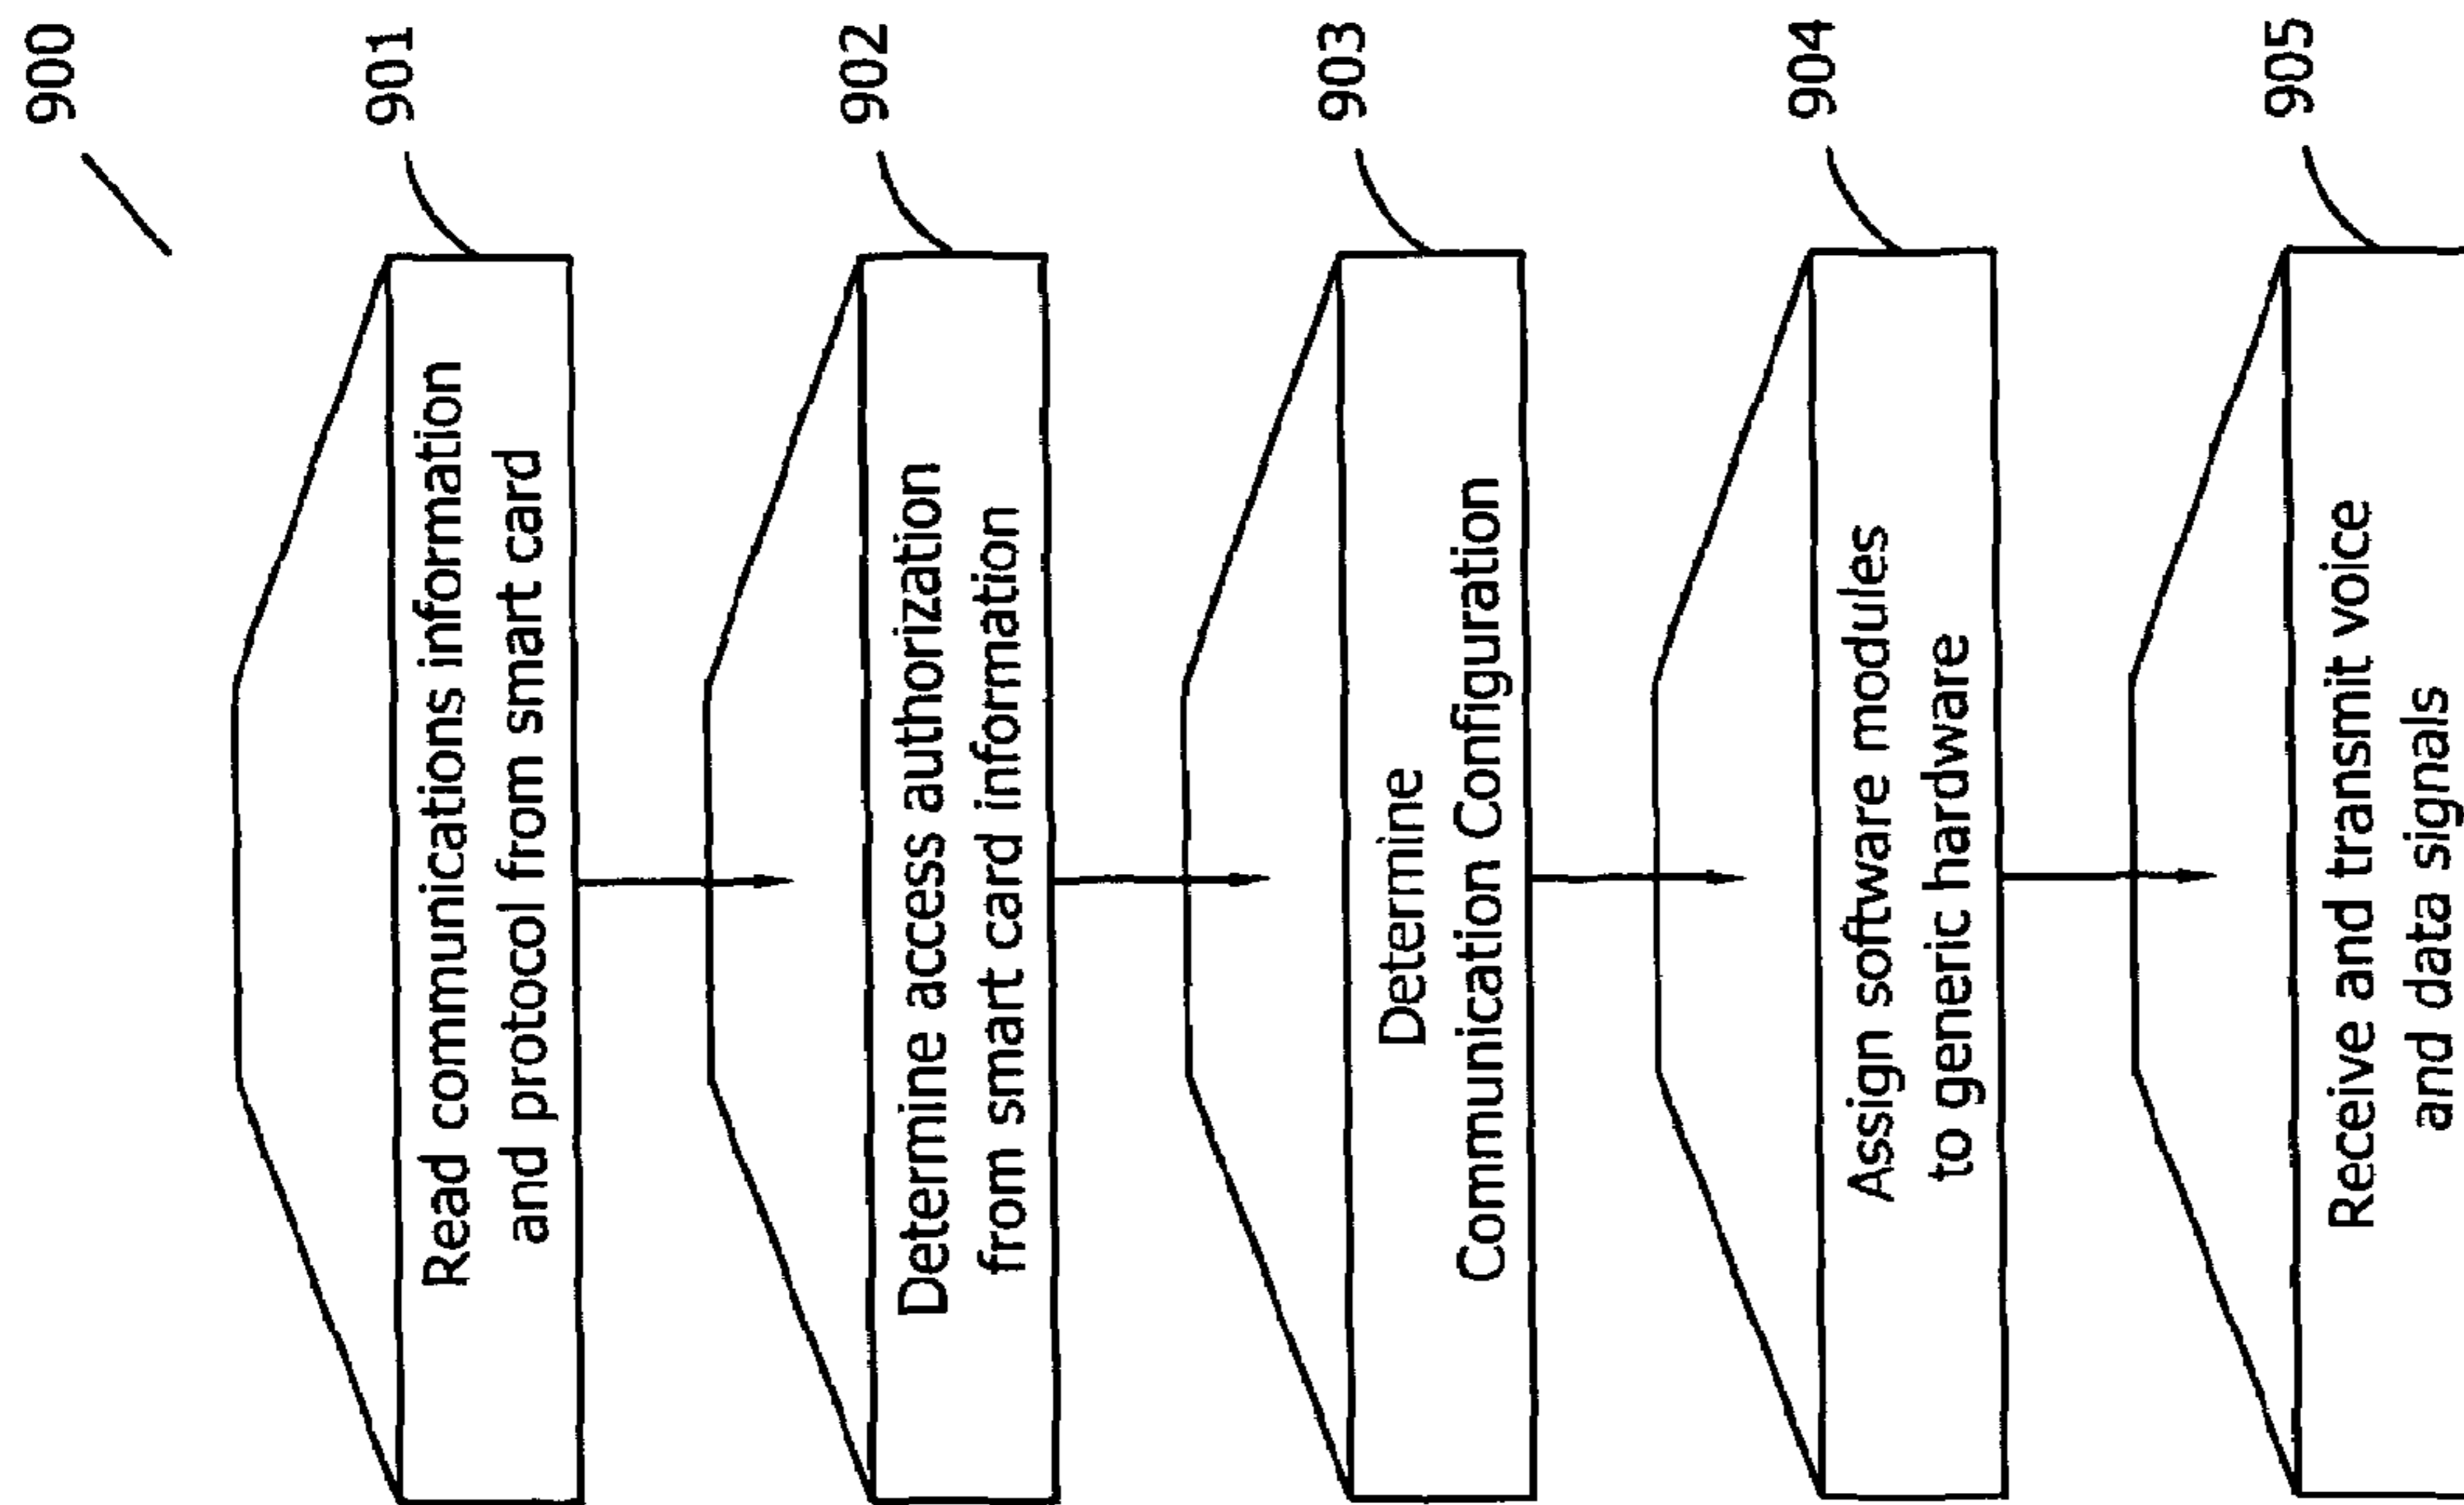 900
901
Read communications information
and protocol from smart card
902
Determine access authorization
from smart card information
903
Determine
Communication Configuration
904
Assign software modules
to generic hardware
905
Receive and transmit voice
and data signals